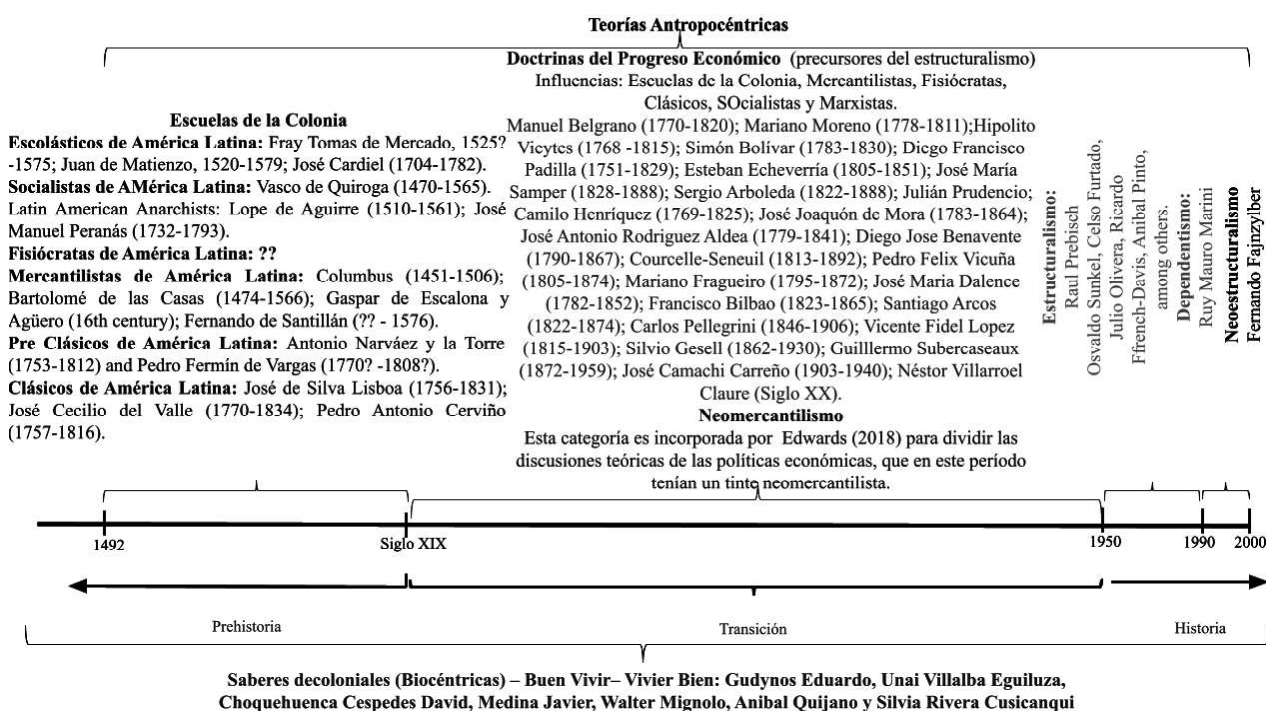 Teorías Antropocéntricas
Escuelas de la Colonia
Escolásticos de América Latina: Fray Tomas de Mercado, 1525?
-1575; Juan de Matienzo, 1520-1579; José Cardiel (1704-1782).
Socialistas de AMérica Latina: Vasco de Quiroga (1470-1565).
Latin American Anarchists: Lope de Aguirre (1510-1561); José
Manuel Peranás (1732-1793).
Fisiócratas de América Latina: ??
Mercantilistas de América Latina: Columbus (1451-1506);
Bartolomé de las Casas (1474-1566); Gaspar de Escalona y
Agüero (16th century); Fernando de Santillán (?? - 1576).
Pre Clásicos de América Latina: Antonio Narváez y la Torre
(1753-1812) and Pedro Fermín de Vargas (1770? -1808?).
Clásicos de América Latina: José de Silva Lisboa (1756-1831);
José Cecilio del Valle (1770-1834); Pedro Antonio Cerviño
(1757-1816).
Doctrinas del Progreso Económico (precursores del estructuralismo)
Influencias: Escuelas de la Colonia, Mercantilistas, Fisiócratas,
Clásicos, SOcialistas y Marxistas.
Manuel Belgrano (1770-1820); Mariano Moreno (1778-1811);Hipolito
Vieytes (1768 -1815); Simón Bolívar (1783-1830); Diego Francisco
Padilla (1751-1829); Esteban Echeverría (1805-1851); José María
Samper (1828-1888); Sergio Arboleda (1822-1888); Julián Prudencio;
Camilo Henríquez (1769-1825); José Joaquón de Mora (1783-1864);
José Antonio Rodriguez Aldea (1779-1841); Diego Jose Benavente
(1790-1867); Courcelle-Seneuil (1813-1892); Pedro Felix Vicuña
(1805-1874); Mariano Fragueiro (1795-1872); José Maria Dalence
(1782-1852); Francisco Bilbao (1823-1865); Santiago Arcos
(1822-1874); Carlos Pellegrini (1846-1906); Vicente Fidel Lopez
(1815-1903); Silvio Gesell (1862-1930); Guilllermo Subercaseaux
(1872-1959); José Camachi Carreño (1903-1940); Néstor Villarroel
Claure (Siglo XX).
Neomercantilismo
Esta categoría es incorporada por Edwards (2018) para dividir las
discusiones teóricas de las políticas económicas, que en este período
tenían un tinte neomercantilista.
Estructuralismo:
Raul Prebisch
Osvaldo Sunkel, Celso Furtado,
Julio Olivera, Ricardo
Ffrench-Davis, Anibal Pinto,
among others.
Dependentismo:
Ruy Mauro Marini
Neoestructuralismo
Fernando Fajnzylber
1492
Siglo XIX
1950
1990
2000
Prehistoria
Transición
Historia
Saberes decoloniales (Biocéntricas) – Buen Vivir– Vivier Bien: Gudynos Eduardo, Unai Villalba Eguiluza,
Choquehuenca Cespedes David, Medina Javier, Walter Mignolo, Anibal Quijano y Silvia Rivera Cusicanqui